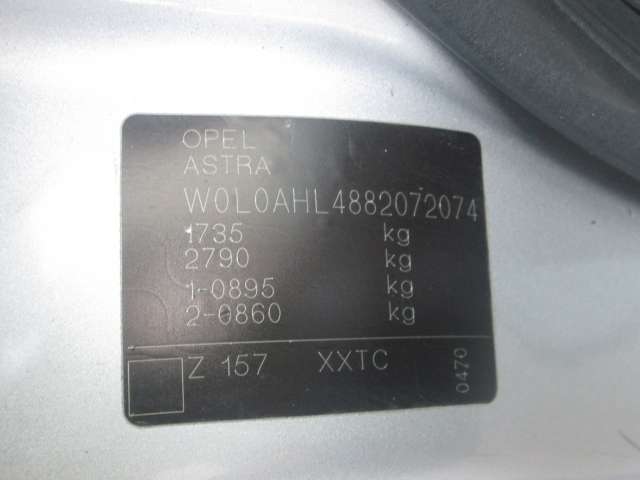 OPEL
ASTRA
W0L0AHL4882072074
1735 kg
2790 kg
1-0895 kg
2-0860 kg
Z 157 XXTC
0470